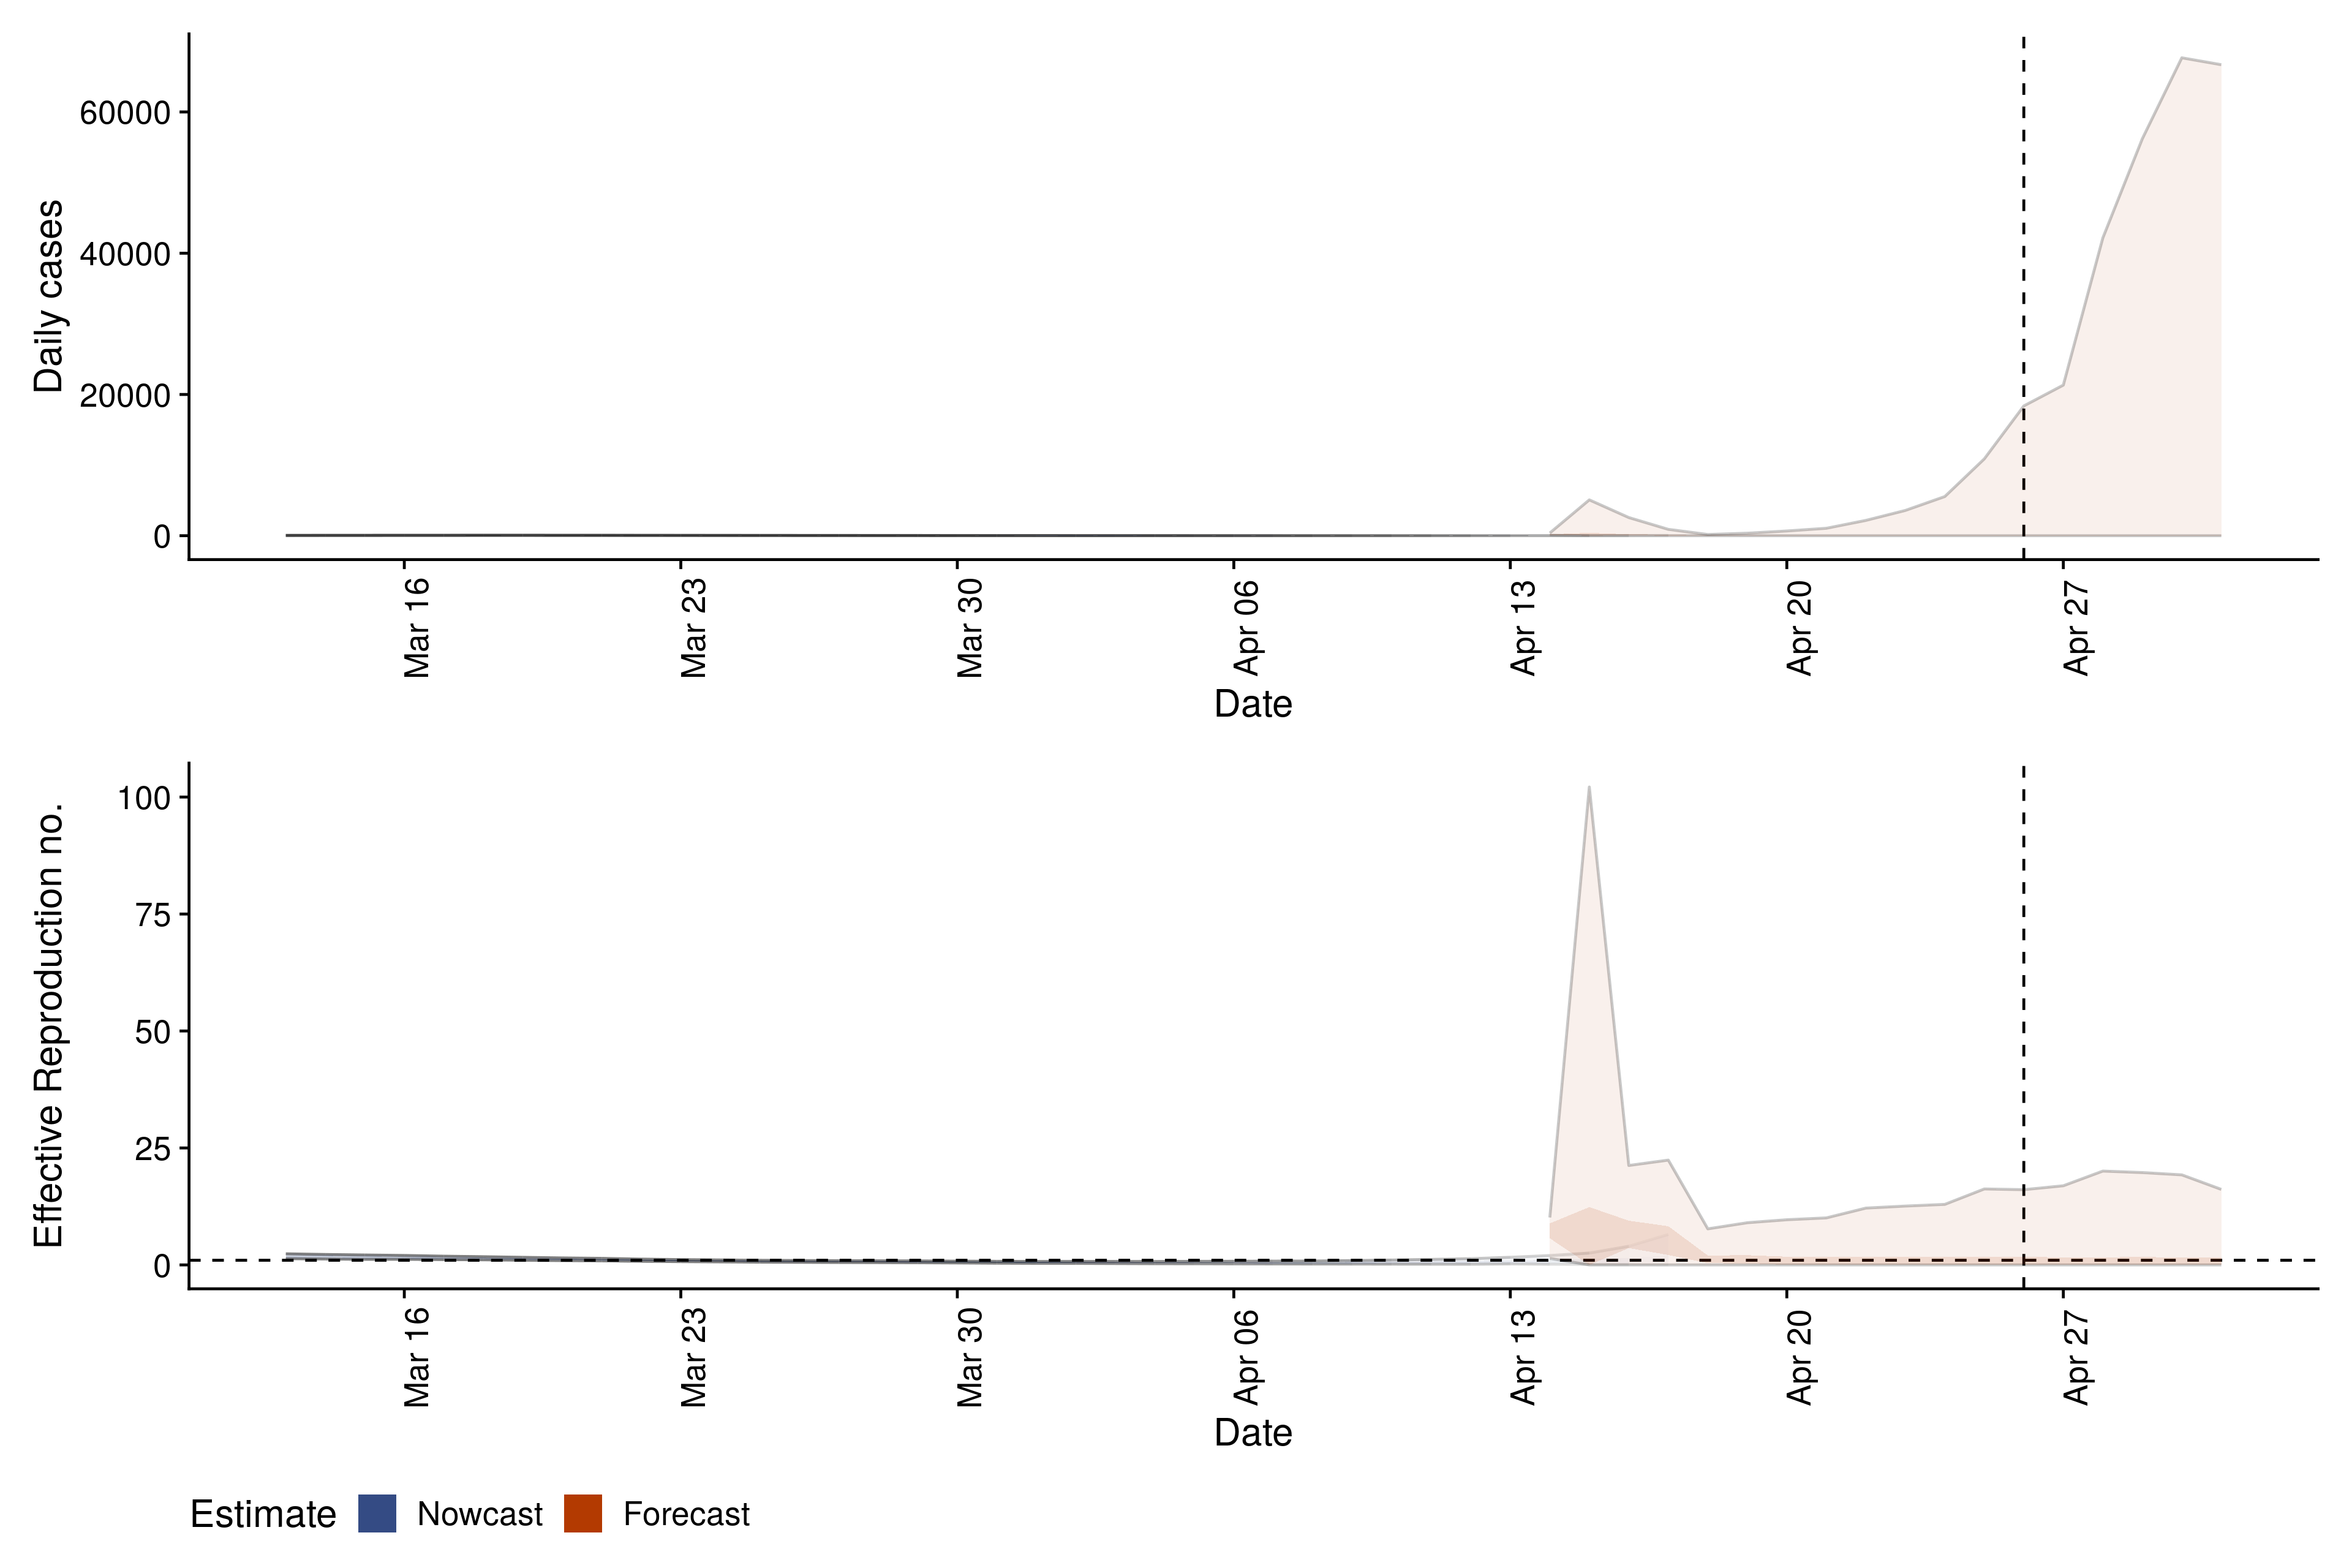 Daily cases
60000
40000
20000
0
Mar 16
Mar 23
Mar 30
Apr 06
Apr 13
Apr 20
Apr 27
Date
Effective Reproduction no.
100
75
50
25
0
Mar 16
Mar 23
Mar 30
Apr 06
Apr 13
Apr 20
Apr 27
Date
Estimate Nowcast Forecast